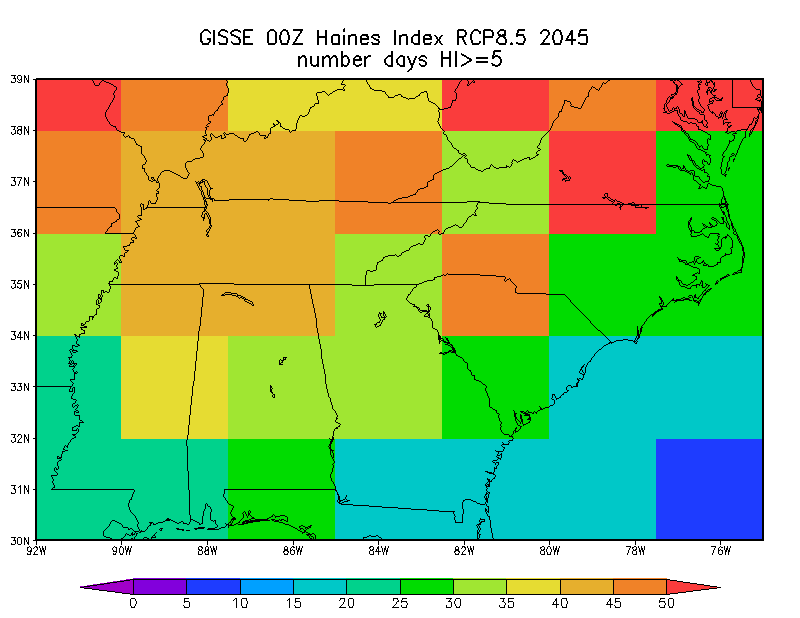 GISSE 00Z Haines Index RCP8.5 2045
number days HI>=5
39N
38N
37N
36N
35N
34N
33N
32N
31N
30N
92W 90W 88W 86W 84W 82W 80W 78W 76W
0 5 10 15 20 25 30 35 40 45 50